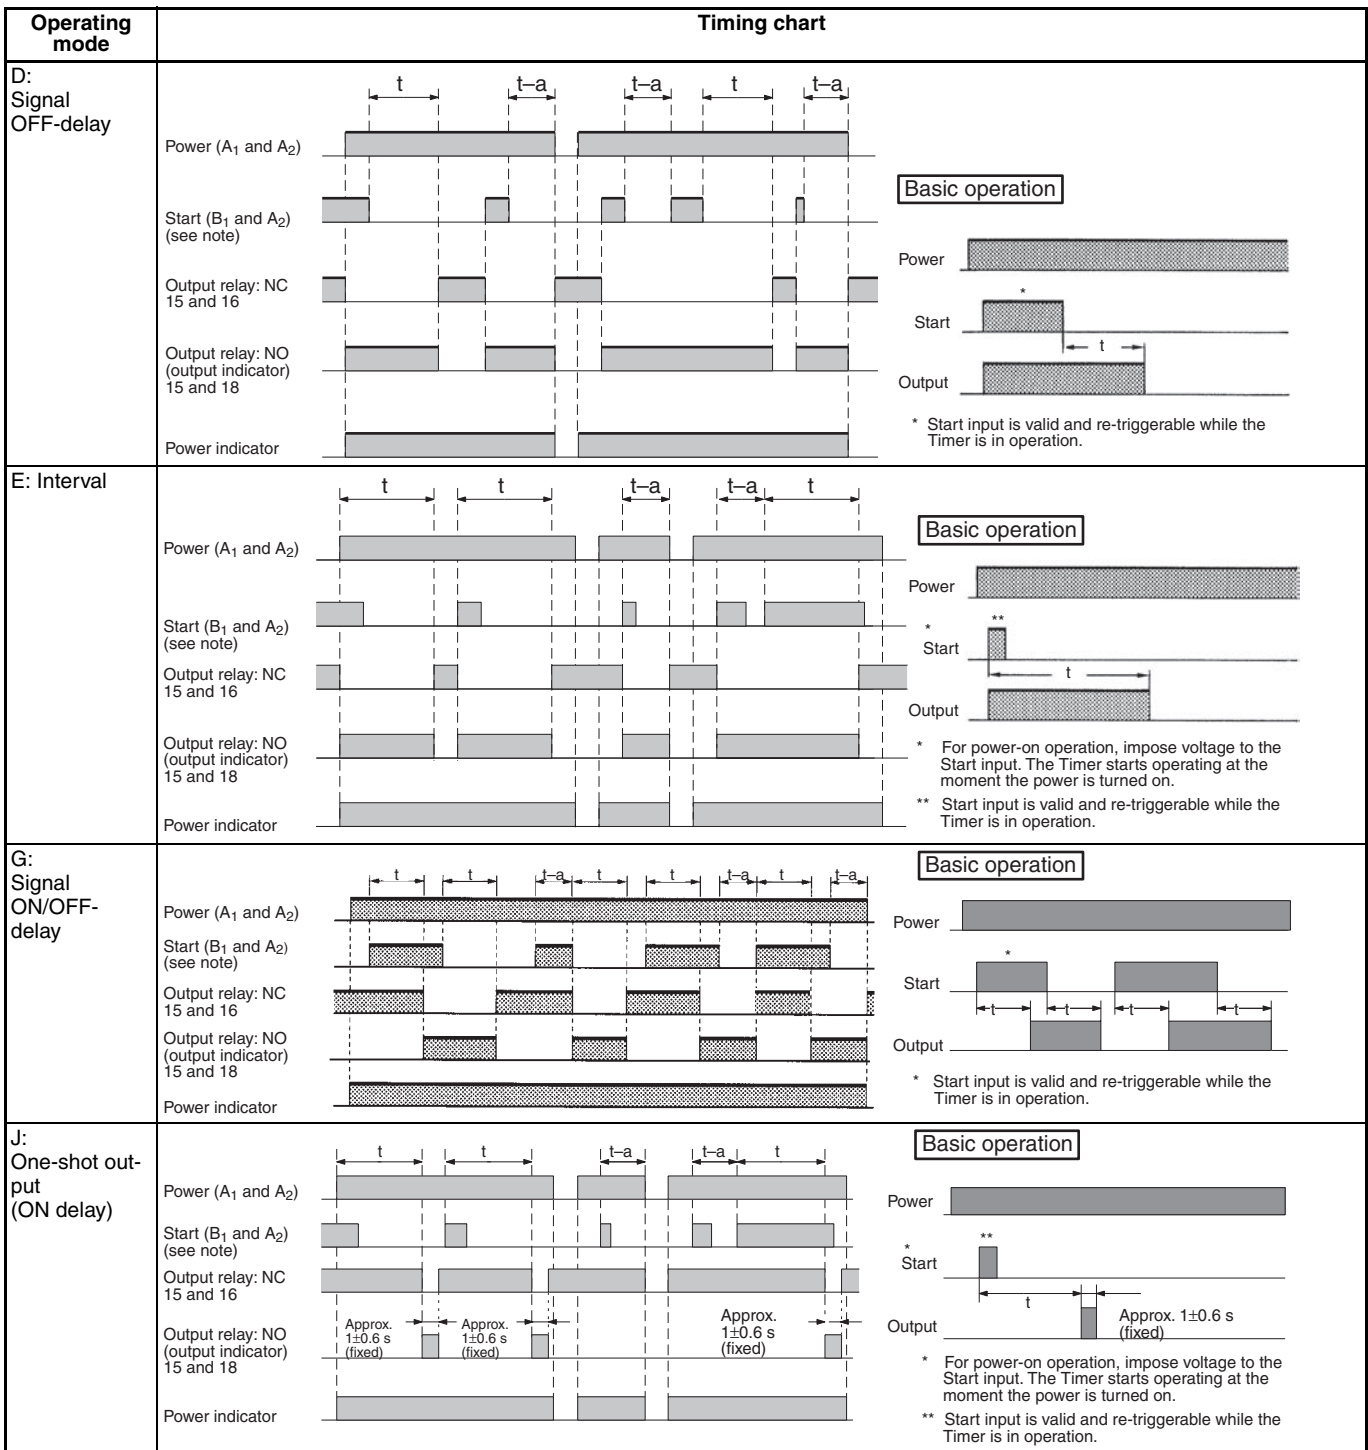 Operating
mode
Timing chart
D:
Signal
OFF-delay
t
t–a
t–a
t
t–a
Power (A1 and A2)
Start (B1 and A2)
(see note)
Output relay: NC
15 and 16
Output relay: NO
(output indicator)
15 and 18
Power indicator
Basic operation
Power
*
Start
t
Output
* Start input is valid and re-triggerable while the
Timer is in operation.
E: Interval
t
t
t–a
t–a
t
Power (A1 and A2)
Start (B1 and A2)
(see note)
Output relay: NC
15 and 16
Output relay: NO
(output indicator)
15 and 18
Power indicator
Basic operation
Power
**
*
Start
t
Output
* For power-on operation, impose voltage to the
Start input. The Timer starts operating at the
moment the power is turned on.
** Start input is valid and re-triggerable while the
Timer is in operation.
G:
Signal
ON/OFF-
delay
t
t
t–a
t
t
t–a
t
t–a
Power (A1 and A2)
Start (B1 and A2)
(see note)
Output relay: NC
15 and 16
Output relay: NO
(output indicator)
15 and 18
Power indicator
Basic operation
Power
*
Start
t
t
t
t
Output
* Start input is valid and re-triggerable while the
Timer is in operation.
J:
One-shot out-
put
(ON delay)
t
t
t–a
t–a
t
Power (A1 and A2)
Start (B1 and A2)
(see note)
Output relay: NC
15 and 16
Output relay: NO
(output indicator)
15 and 18
Approx.
1±0.6 s
(fixed)
Approx.
1±0.6 s
(fixed)
Approx.
1±0.6 s
(fixed)
Power indicator
Basic operation
Power
**
*
Start
t
Output
Approx. 1±0.6 s
(fixed)
* For power-on operation, impose voltage to the
Start input. The Timer starts operating at the
moment the power is turned on.
** Start input is valid and re-triggerable while the
Timer is in operation.